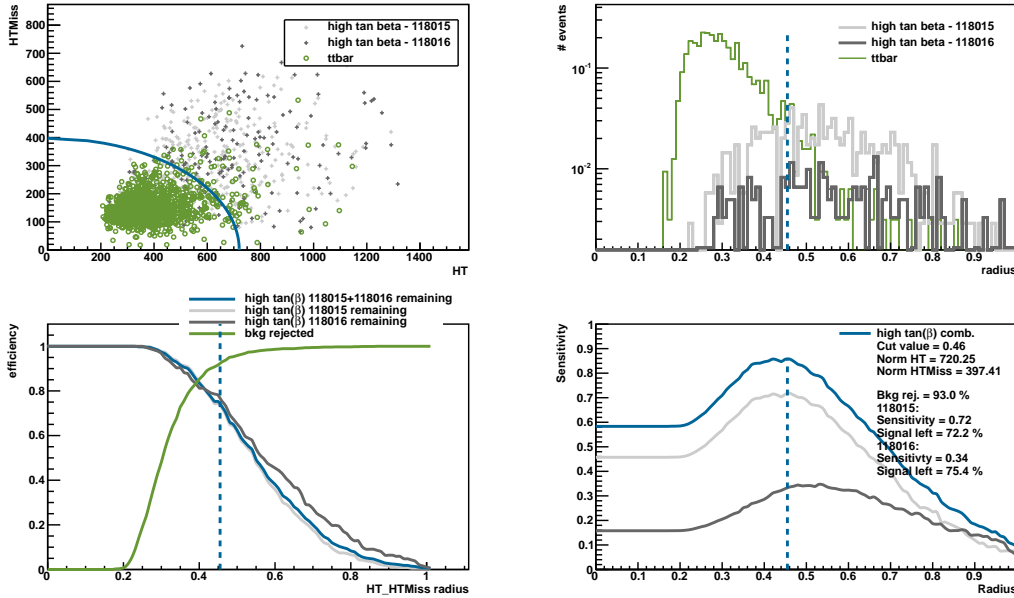 HTMiss
800
700
600
500
400
300
200
100
0
0
200
400
600
800
1000
1200
1400
HT
high tan beta - 118015
high tan beta - 118016
ttbar
# events
10-1
10-2
0
0.1
0.2
0.3
0.4
0.5
0.6
0.7
0.8
0.9
radius
high tan beta - 118015
high tan beta - 118016
ttbar
high tan(β) 118015+118016 remaining
high tan(β) 118015 remaining
high tan(β) 118016 remaining
bkg rejected
efficiency
1
0.8
0.6
0.4
0.2
0
0
0.2
0.4
0.6
0.8
1
HT_HTMiss radius
Sensitivity
1
0.9
0.8
0.7
0.6
0.5
0.4
0.3
0.2
0.1
0
0
0.1
0.2
0.3
0.4
0.5
0.6
0.7
0.8
0.9
Radius
high tan(β) comb.
Cut value = 0.46
Norm HT = 720.25
Norm HTMiss = 397.41
Bkg rej. = 93.0 %
118015:
Sensitivity = 0.72
Signal left = 72.2 %
118016:
Sensitivty = 0.34
Signal left = 75.4 %